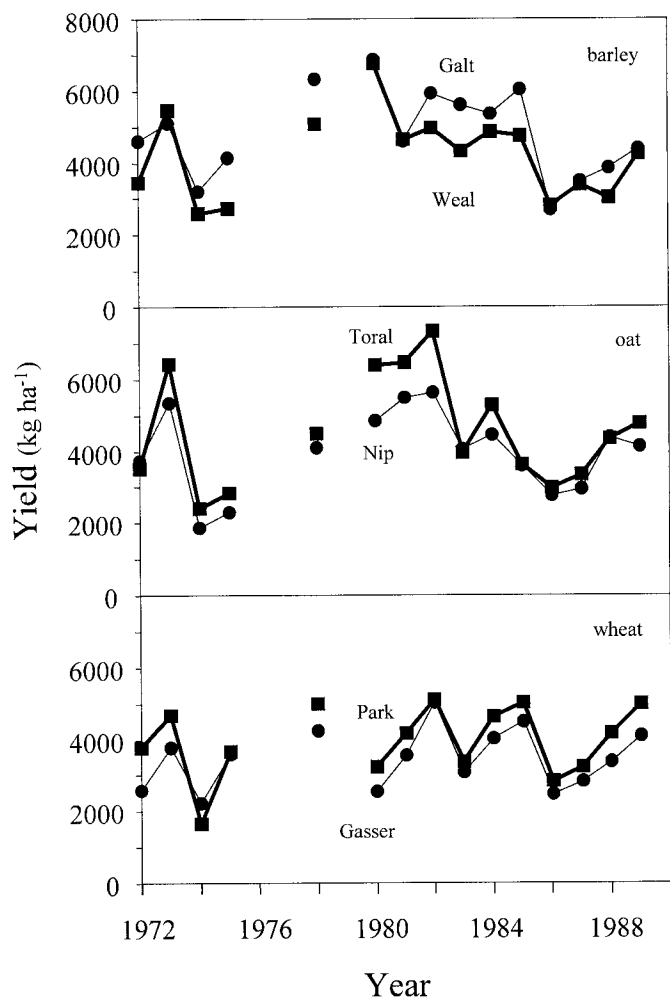 8000
Galt
barley
6000
4000
Weal
2000
0
Toral
oat
6000
4000
Nip
2000
0
wheat
6000
Park
4000
2000
Gasser
0
Yield (kg ha⁻¹)
1972 1976 1980 1984 1988
Year